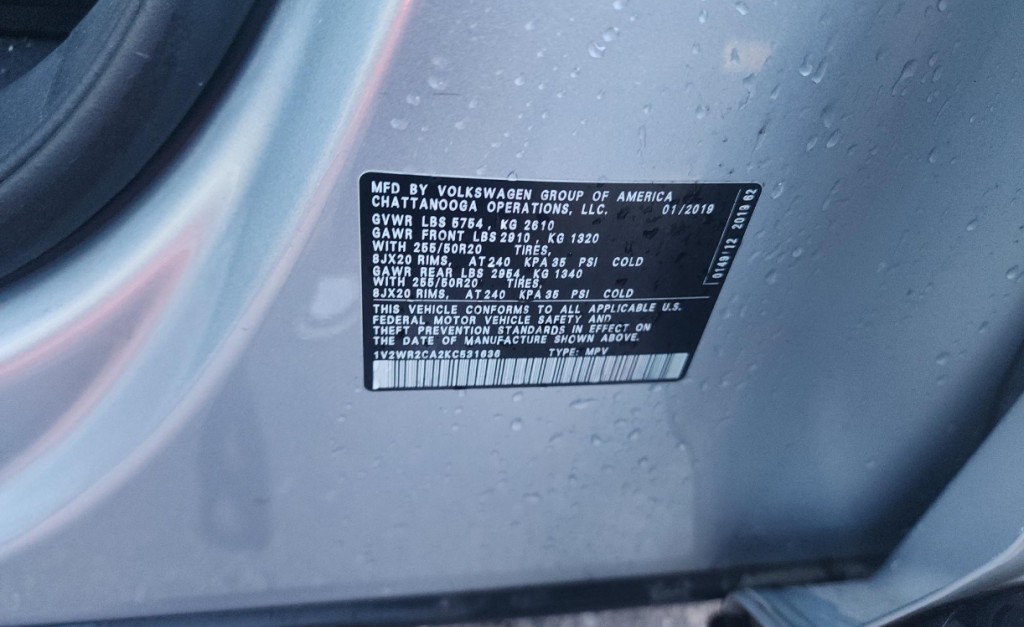 MFD BY VOLKSWAGEN GROUP OF AMERICA
CHATTANOOGA OPERATIONS, LLC. 01/2019
GVWR LBS 5754, KG 2610
GAWR FRONT LBS 2910, KG 1320
WITH 255/50R20 TIRES,
8JX20 RIMS, AT 240 KPA 35 PSI COLD
GAWR REAR LBS 2954, KG 1340
WITH 255/50R20 TIRES,
8JX20 RIMS, AT 240 KPA 35 PSI COLD
THIS VEHICLE CONFORMS TO ALL APPLICABLE U.S.
FEDERAL MOTOR VEHICLE SAFETY AND
THEFT PREVENTION STANDARDS IN EFFECT ON
THE DATE OF MANUFACTURE SHOWN ABOVE.
1V2WR2CA2KC531636 TYPE: MPV
0149112 2019 62